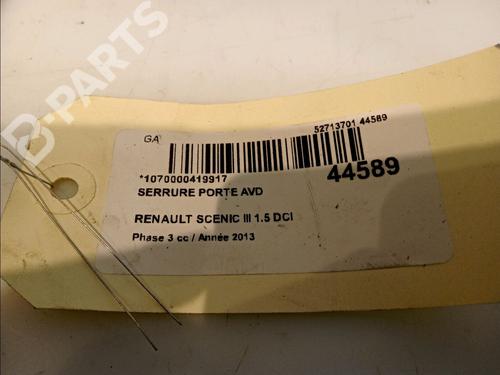 B-PARTS
GA
52713701 44589
*1070000419917
44589
SERRURE PORTE AVD
RENAULT SCENIC III 1.5 DCI
Phase 3 cc / Année 2013